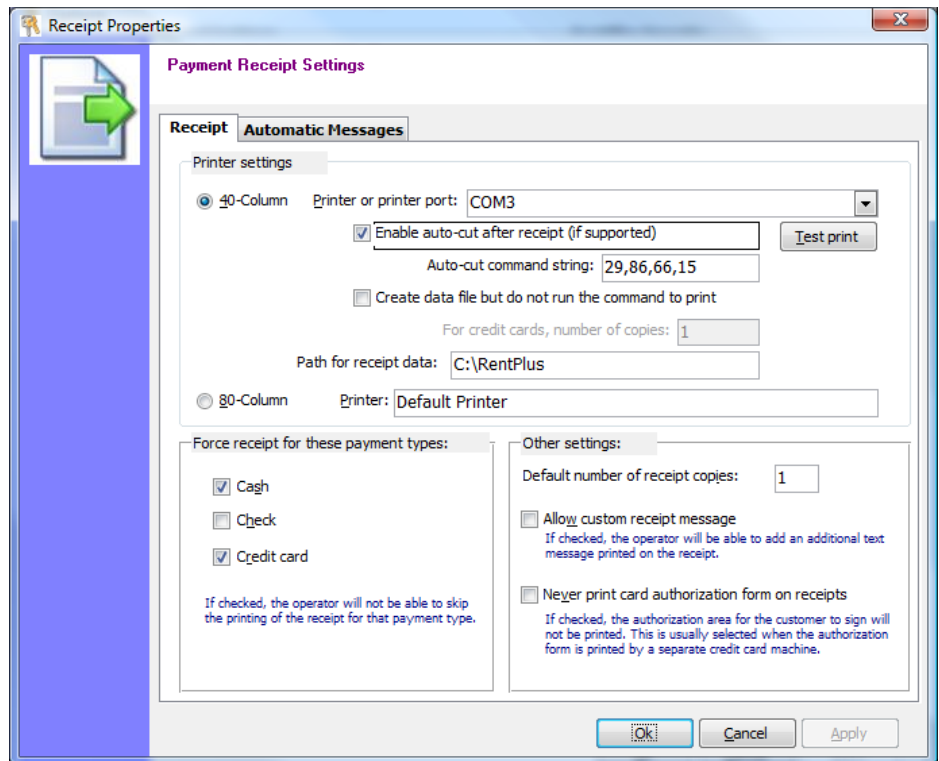 Receipt Properties
Payment Receipt Settings
Receipt Automatic Messages
Printer settings
40-Column Printer or printer port: COM3
Enable auto-cut after receipt (if supported) Test print
Auto-cut command string: 29,86,66,15
Create data file but do not run the command to print
For credit cards, number of copies: 1
Path for receipt data: C:\RentPlus
80-Column Printer: Default Printer
Force receipt for these payment types:
Cash
Check
Credit card
If checked, the operator will not be able to skip
the printing of the receipt for that payment type.
Other settings:
Default number of receipt copies: 1
Allow custom receipt message
If checked, the operator will be able to add an additional text
message printed on the receipt.
Never print card authorization form on receipts
If checked, the authorization area for the customer to sign will
not be printed. This is usually selected when the authorization
form is printed by a separate credit card machine.
Ok Cancel Apply